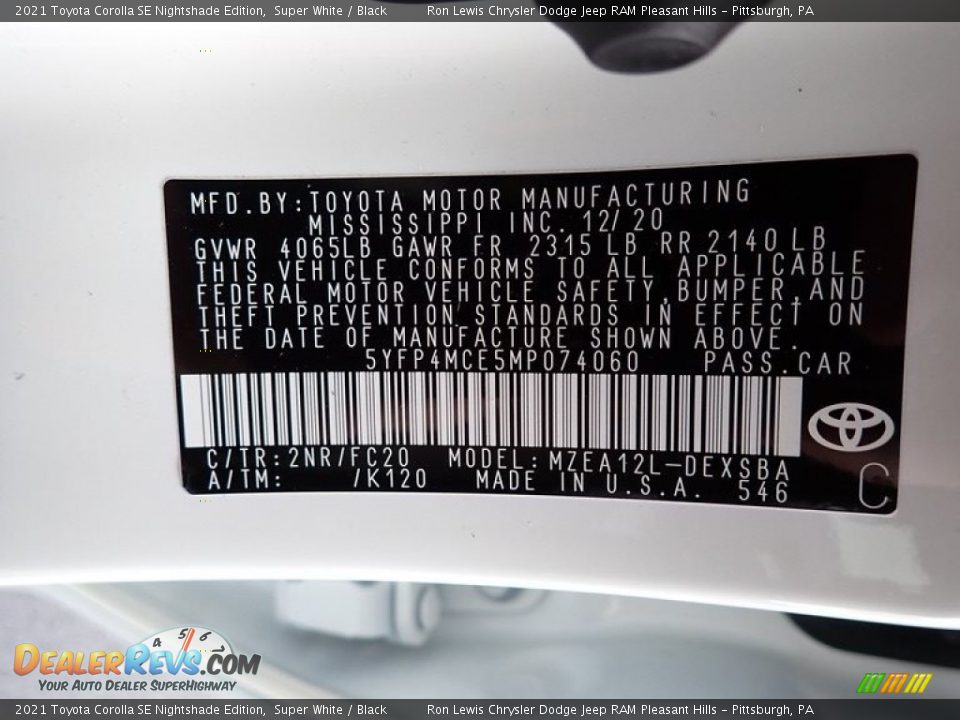 2021 Toyota Corolla SE Nightshade Edition, Super White / Black Ron Lewis Chrysler Dodge Jeep RAM Pleasant Hills - Pittsburgh, PA
MFD.BY:TOYOTA MOTOR MANUFACTURING
MISSISSIPPI INC. 12/20
GVWR 4065LB GAWR FR 2315 LB RR 2140 LB
THIS VEHICLE CONFORMS TO ALL APPLICABLE
FEDERAL MOTOR VEHICLE SAFETY,BUMPER,AND
THEFT PREVENTION STANDARDS IN EFFECT ON
THE DATE OF MANUFACTURE SHOWN ABOVE.
5YFP4MCE5MP074060 PASS.CAR
C/TR:2NR/FC20 MODEL:MZEA12L-DEXSBA
A/TM: /K120 MADE IN U.S.A. 546
C
4 5 6
DEALERREVS.COM
YOUR AUTO DEALER SUPERHIGHWAY
2021 Toyota Corolla SE Nightshade Edition, Super White / Black Ron Lewis Chrysler Dodge Jeep RAM Pleasant Hills - Pittsburgh, PA